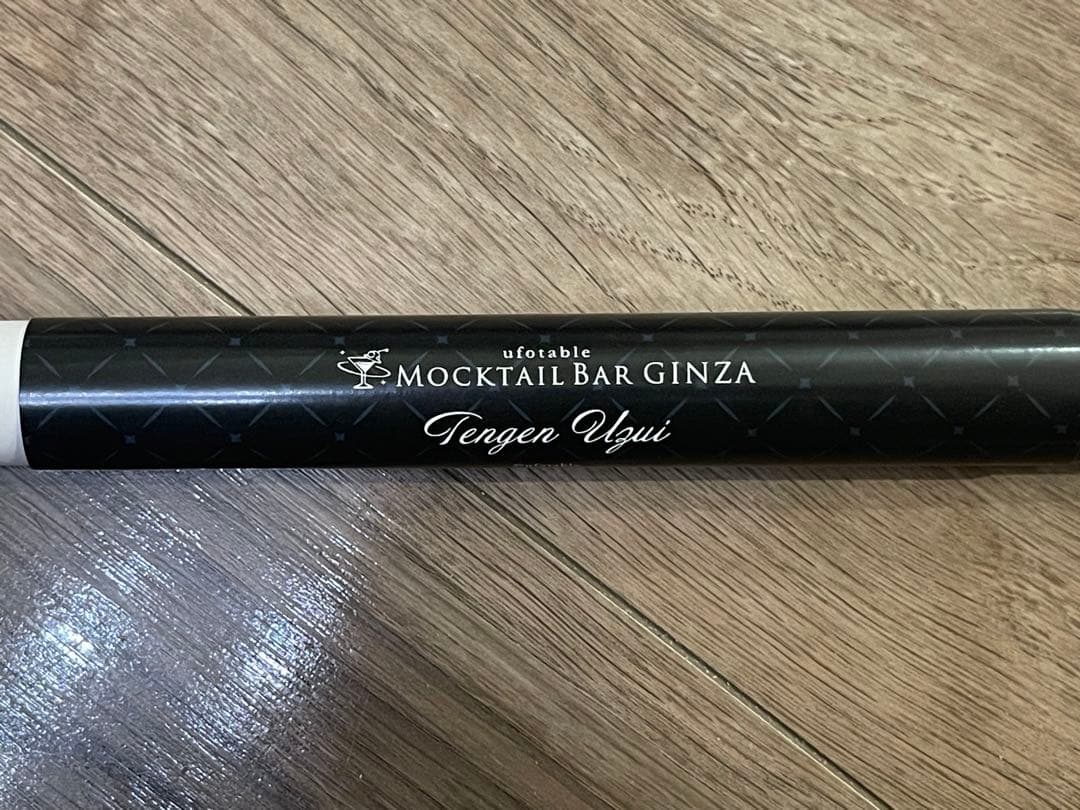 ufotable
MOCKTAIL BAR GINZA
Tengen Uzui